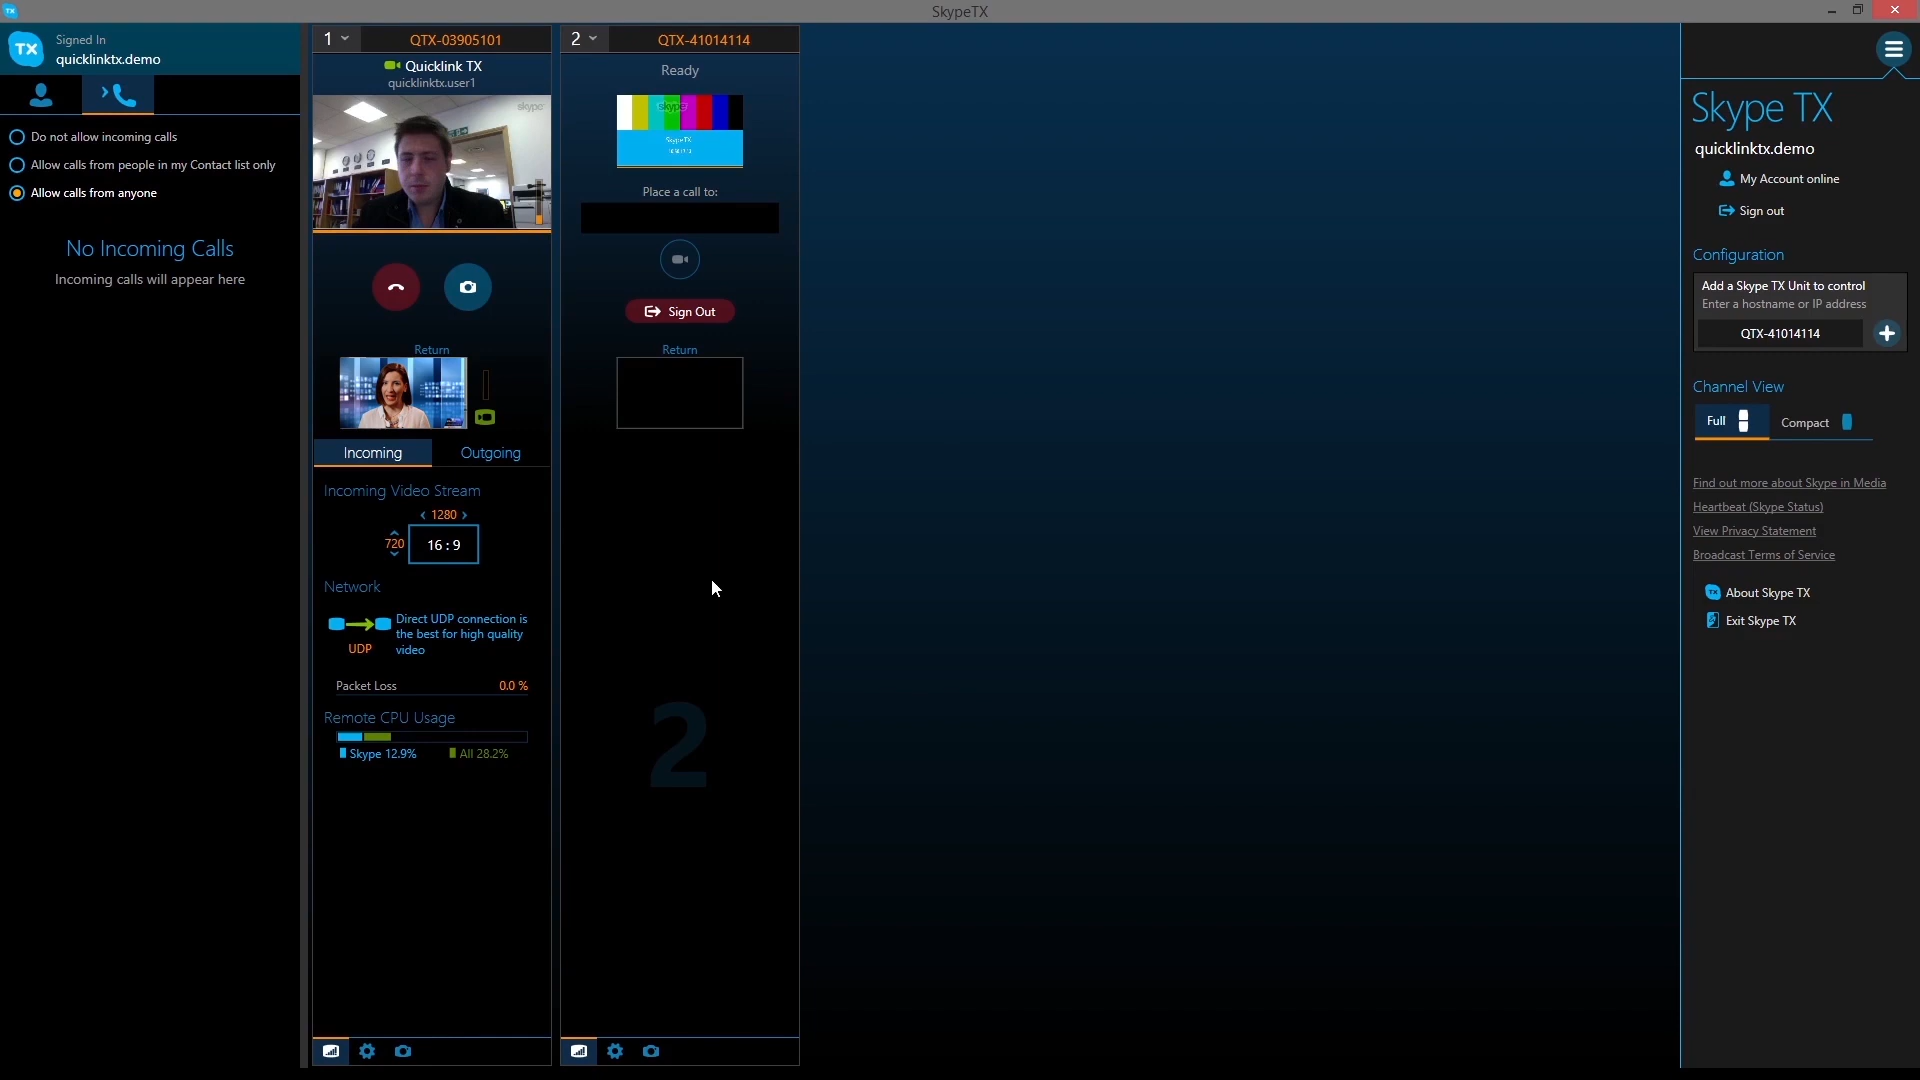 SkypeTX
TX
Signed In
quicklinktx.demo
Do not allow incoming calls
Allow calls from people in my Contact list only
Allow calls from anyone
No Incoming Calls
Incoming calls will appear here
1
QTX-03905101
Quicklink TX
quicklinktx.user1
skype
Return
Incoming
Outgoing
Incoming Video Stream
1280
720
16 : 9
Network
Direct UDP connection is
the best for high quality
video
UDP
Packet Loss
0.0 %
Remote CPU Usage
Skype 12.9%
All 28.2%
2
QTX-41014114
Ready
skype
Skype TX
Place a call to:
Sign Out
Return
2
Skype TX
quicklinktx.demo
My Account online
Sign out
Configuration
Add a Skype TX Unit to control
Enter a hostname or IP address
QTX-41014114
Channel View
Full
Compact
Find out more about Skype in Media
Heartbeat (Skype Status)
View Privacy Statement
Broadcast Terms of Service
About Skype TX
Exit Skype TX